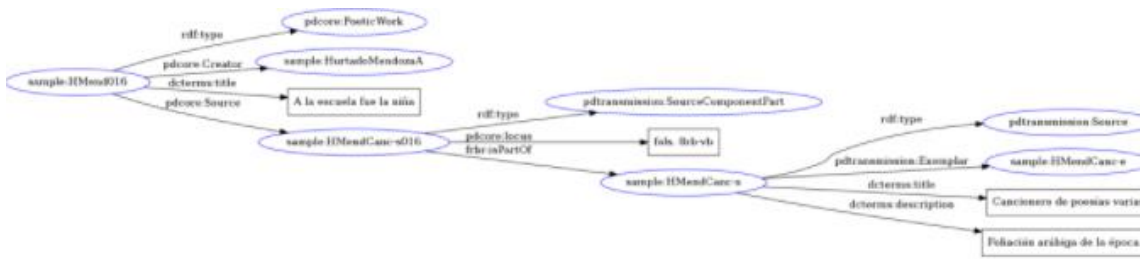 pdcore:PoeticWork
rdf:type
pdcore:Creator
sample:HurtadoMendozaA
sample:HMend016
dcterms:title
A la escuela fue la niña
pdcore:Source
rdf:type
pdtransmission:SourceComponentPart
sample:HMendCanc-s016
pdcore:locus
frbr:isPartOf
rdf:type
pdtransmission:Source
pdtransmission:Exemplar
sample:HMendCanc-e
sample:HMendCanc-s
dcterms:title
Cancionero de poesías varias
dcterms:description
Foliación arábiga de la época